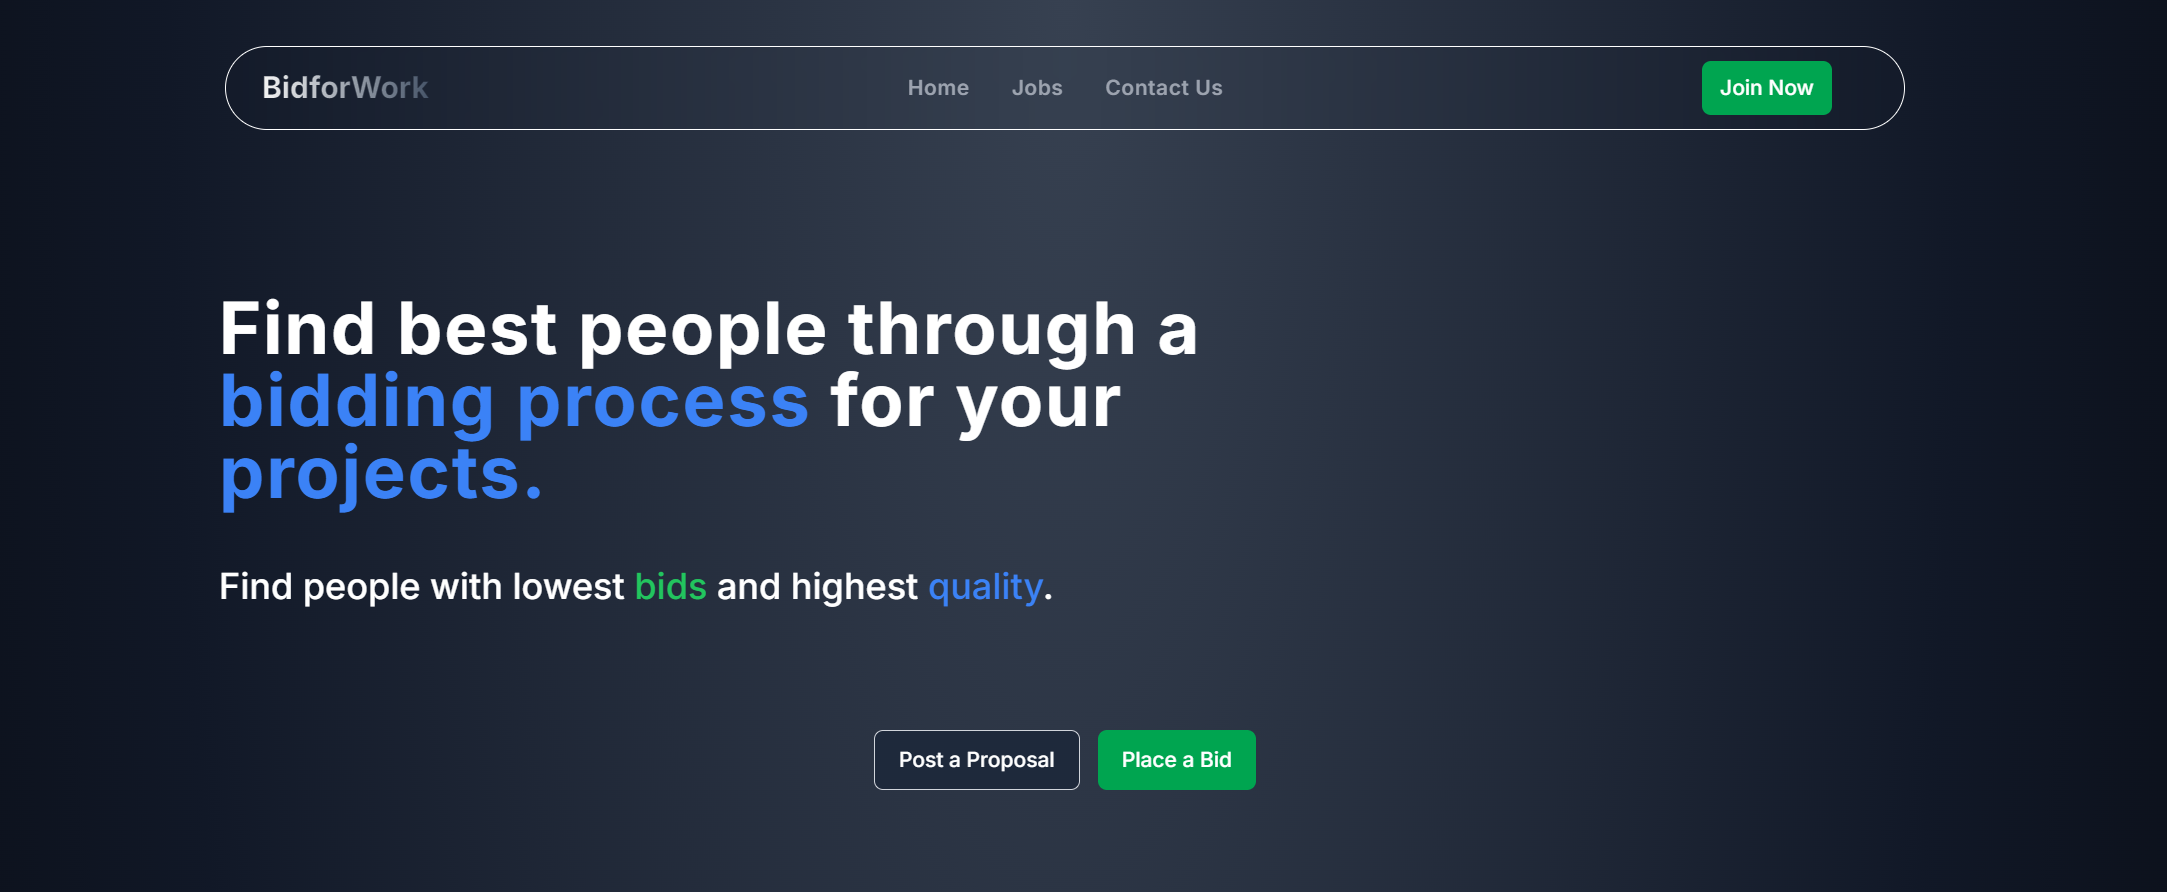 BidforWork
Home
Jobs
Contact Us
Join Now
Find best people through a
bidding process for your
projects.
Find people with lowest bids and highest quality.
Post a Proposal
Place a Bid